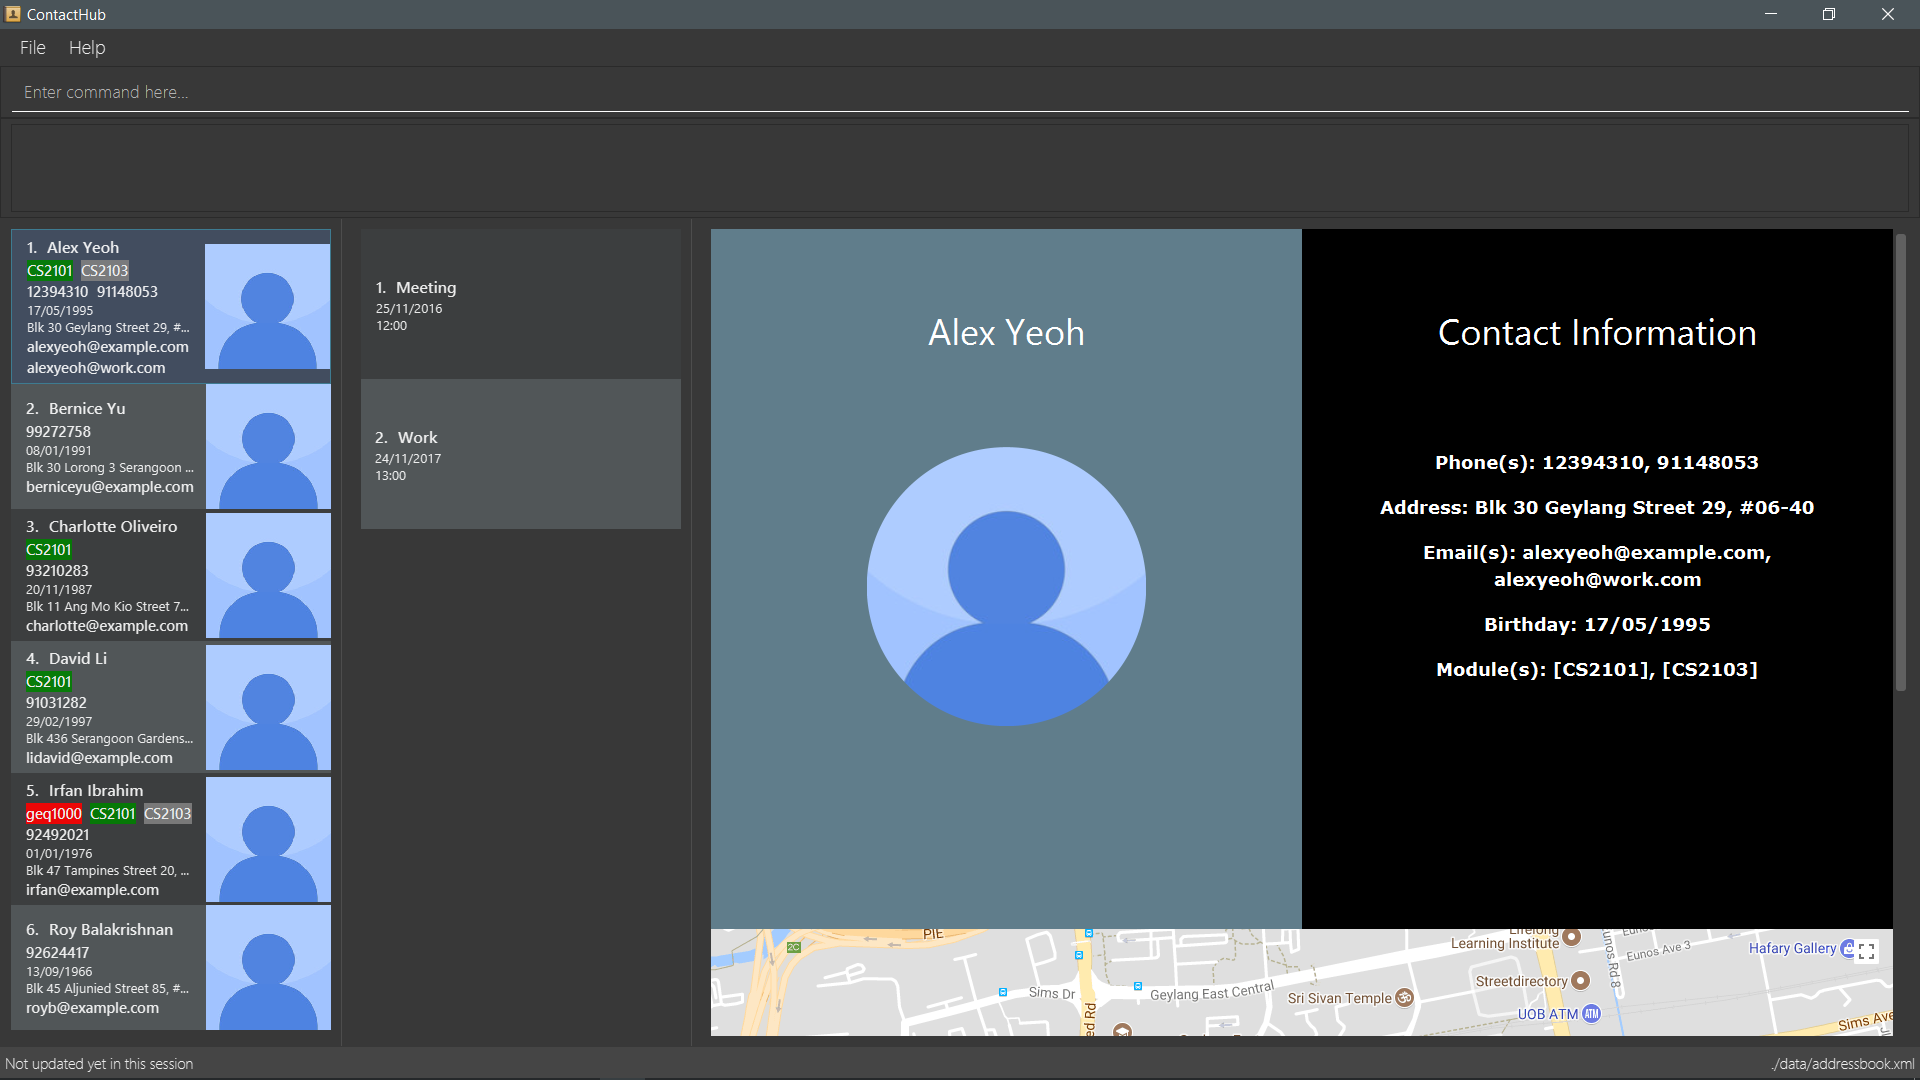 ContactHub
File Help
Enter command here...
1. Alex Yeoh
CS2101 CS2103
12394310 91148053
17/05/1995
Blk 30 Geylang Street 29, #...
alexyeoh@example.com
alexyeoh@work.com
2. Bernice Yu
99272758
08/01/1991
Blk 30 Lorong 3 Serangoon ...
berniceyu@example.com
3. Charlotte Oliveiro
CS2101
93210283
20/11/1987
Blk 11 Ang Mo Kio Street 7...
charlotte@example.com
4. David Li
CS2101
91031282
29/02/1997
Blk 436 Serangoon Gardens...
lidavid@example.com
5. Irfan Ibrahim
geq1000 CS2101 CS2103
92492021
01/01/1976
Blk 47 Tampines Street 20, ...
irfan@example.com
6. Roy Balakrishnan
92624417
13/09/1966
Blk 45 Aljunied Street 85, #...
royb@example.com
1. Meeting
25/11/2016
12:00
2. Work
24/11/2017
13:00
Alex Yeoh
Contact Information
Phone(s): 12394310, 91148053
Address: Blk 30 Geylang Street 29, #06-40
Email(s): alexyeoh@example.com,
alexyeoh@work.com
Birthday: 17/05/1995
Module(s): [CS2101], [CS2103]
PIE
2C
Lifelong
Learning Institute
Eunos Ave 3
Hafary Gallery
Eunos Rd 8
Streetdirectory
Sims Dr
Geylang East Central
Sri Sivan Temple
UOB ATM
ATM
Sims Ave
Not updated yet in this session
./data/addressbook.xml